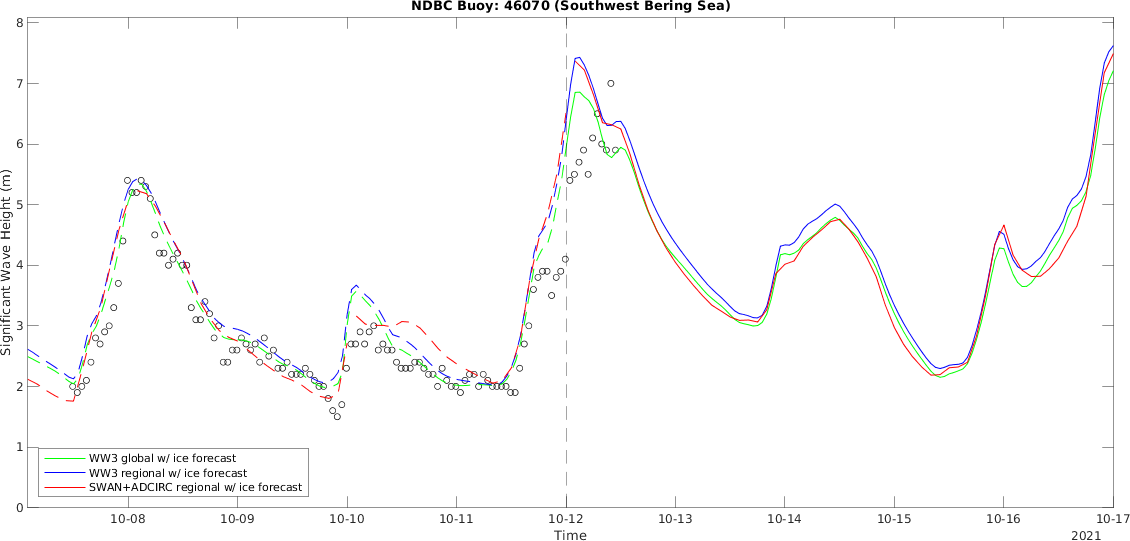 NDBC Buoy: 46070 (Southwest Bering Sea)
8
7
6
5
4
3
2
1
0
Significant Wave Height (m)
WW3 global w/ ice forecast
WW3 regional w/ ice forecast
SWAN+ADCIRC regional w/ ice forecast
10-08 10-09 10-10 10-11 10-12 10-13 10-14 10-15 10-16 10-17
Time
2021